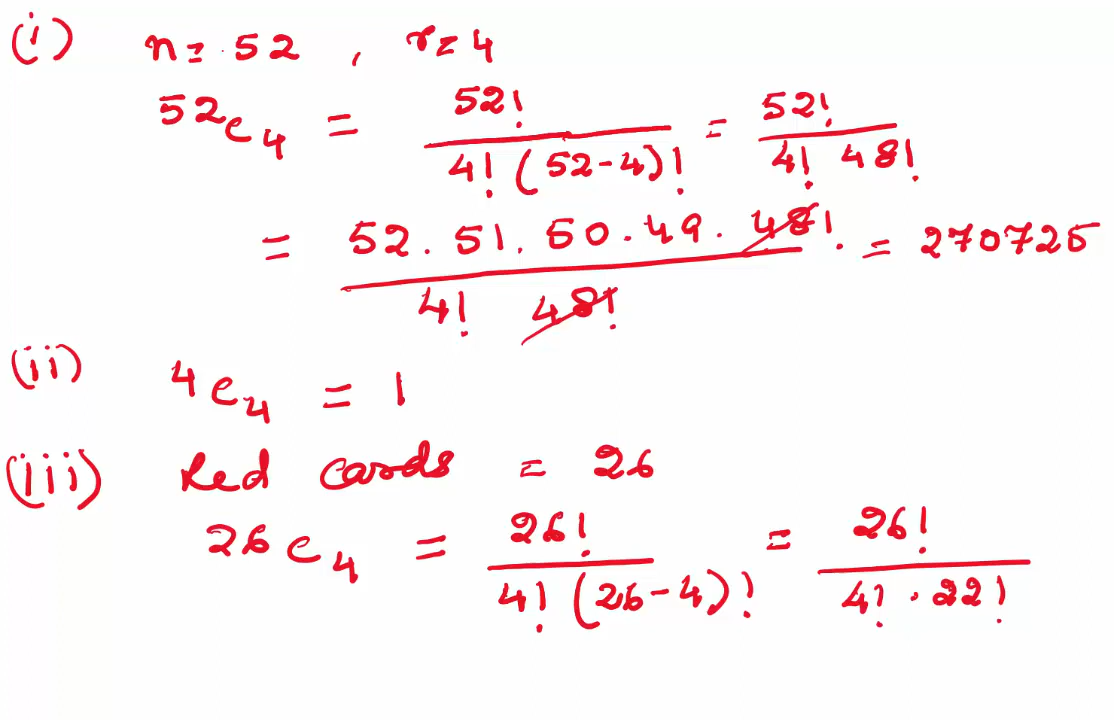 (i) n = 52 , r = 4
52c4 = 52! / 4! (52-4)! = 52! / 4! 48!
= 52 . 51 . 50 . 49 . 48! / 4! 48! = 270725
(ii) 4c4 = 1
(iii) Red cards = 26
26c4 = 26! / 4! (26-4)! = 26! / 4! . 22!